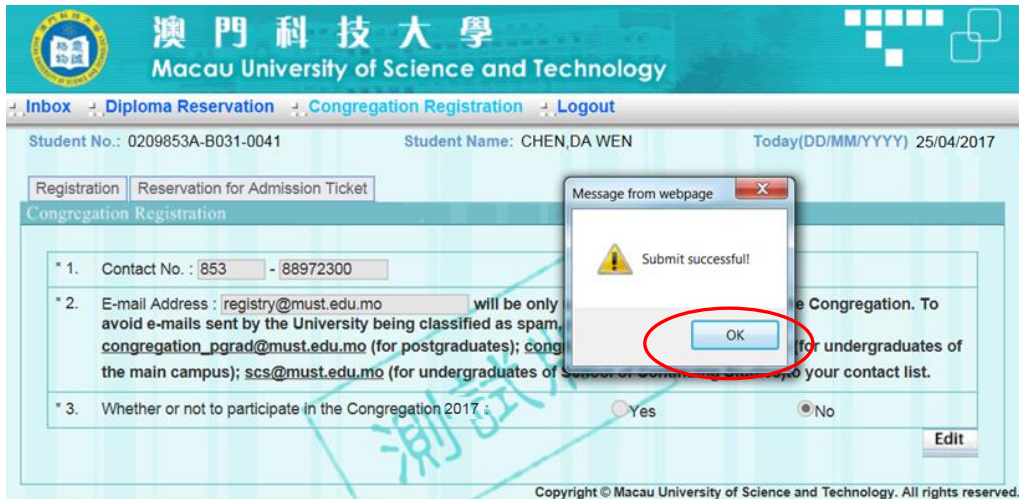 澳門科技大學
Macau University of Science and Technology
Inbox Diploma Reservation Congregation Registration Logout
Student No.: 0209853A-B031-0041 Student Name: CHEN,DA WEN Today(DD/MM/YYYY) 25/04/2017
Registration Reservation for Admission Ticket
Congregation Registration
Message from webpage
Submit successful!
OK
* 1. Contact No. : 853 - 88972300
* 2. E-mail Address : registry@must.edu.mo will be only e Congregation. To
avoid e-mails sent by the University being classified as spam,
congregation_pgrad@must.edu.mo (for postgraduates); cong (for undergraduates of
the main campus); scs@must.edu.mo (for undergraduates of to your contact list.
* 3. Whether or not to participate in the Congregation 2017 : Yes No
Edit
測試
Copyright © Macau University of Science and Technology. All rights reserved.